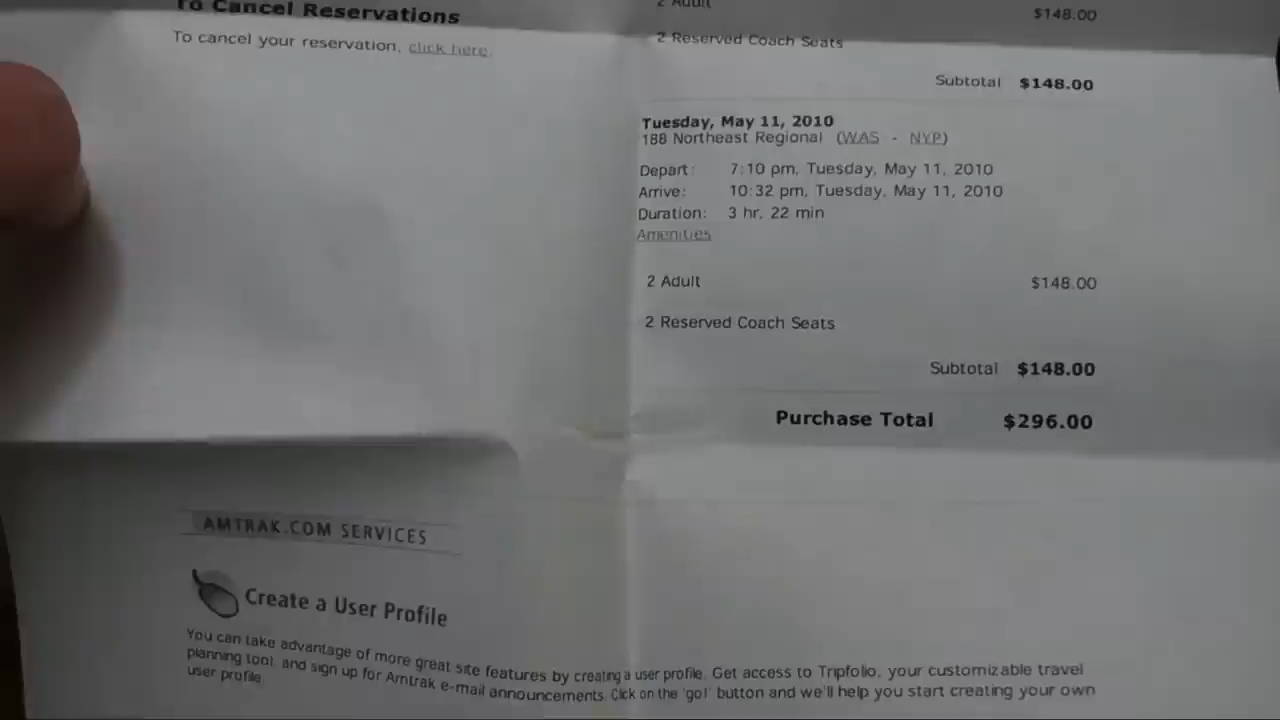 To Cancel Reservations
To cancel your reservation, click here.
2 Adult $148.00
2 Reserved Coach Seats
Subtotal $148.00
Tuesday, May 11, 2010
188 Northeast Regional (WAS - NYP)
Depart: 7:10 pm, Tuesday, May 11, 2010
Arrive: 10:32 pm, Tuesday, May 11, 2010
Duration: 3 hr, 22 min
Amenities
2 Adult $148.00
2 Reserved Coach Seats
Subtotal $148.00
Purchase Total $296.00
AMTRAK.COM SERVICES
Create a User Profile
You can take advantage of more great site features by creating a user profile. Get access to Tripfolio, your customizable travel
planning tool, and sign up for Amtrak e-mail announcements. Click on the 'go!' button and we'll help you start creating your own
user profile.